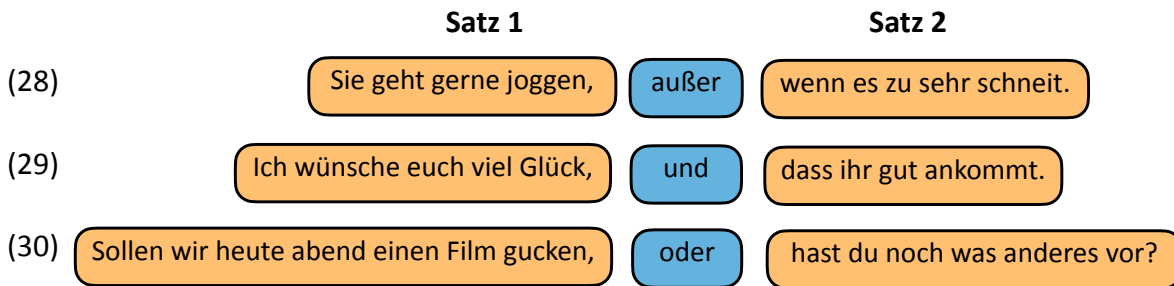 Satz 1 Satz 2
(28) Sie geht gerne joggen, außer wenn es zu sehr schneit.
(29) Ich wünsche euch viel Glück, und dass ihr gut ankommt.
(30) Sollen wir heute abend einen Film gucken, oder hast du noch was anderes vor?